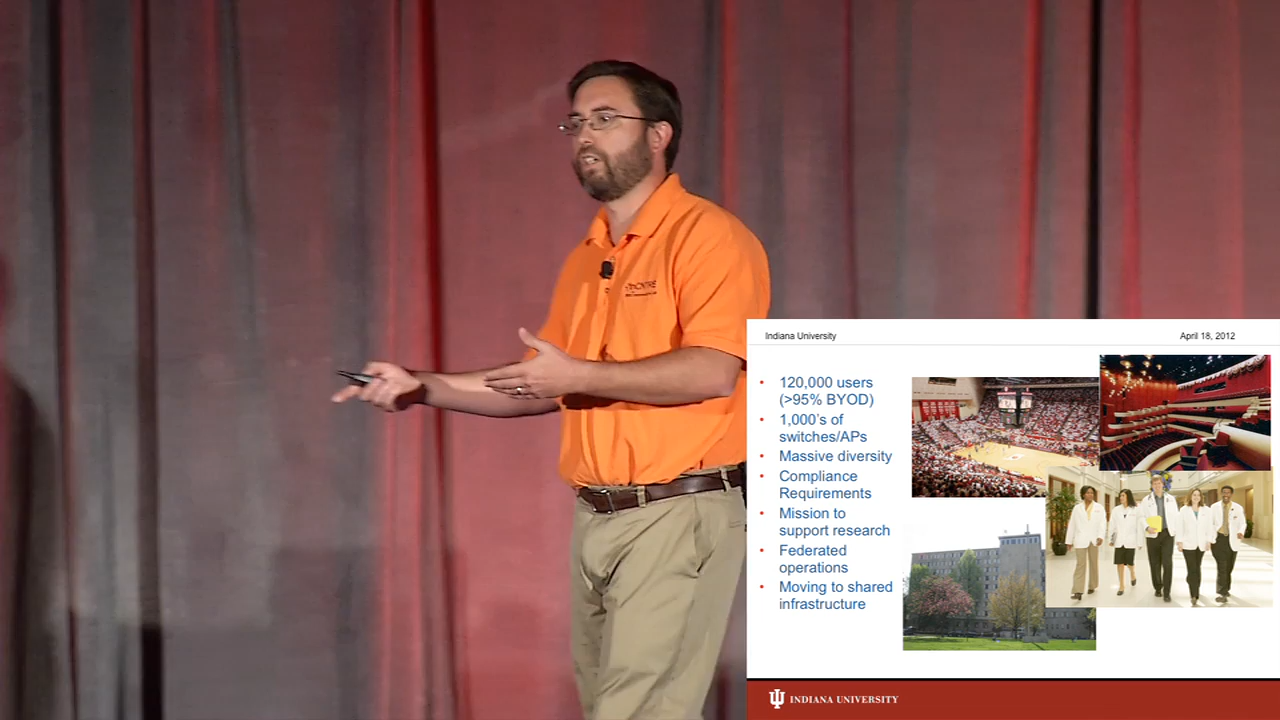 Indiana University
April 18, 2012
• 120,000 users
(>95% BYOD)
• 1,000's of
switches/APs
• Massive diversity
• Compliance
Requirements
• Mission to
support research
• Federated
operations
• Moving to shared
infrastructure
INDIANA UNIVERSITY